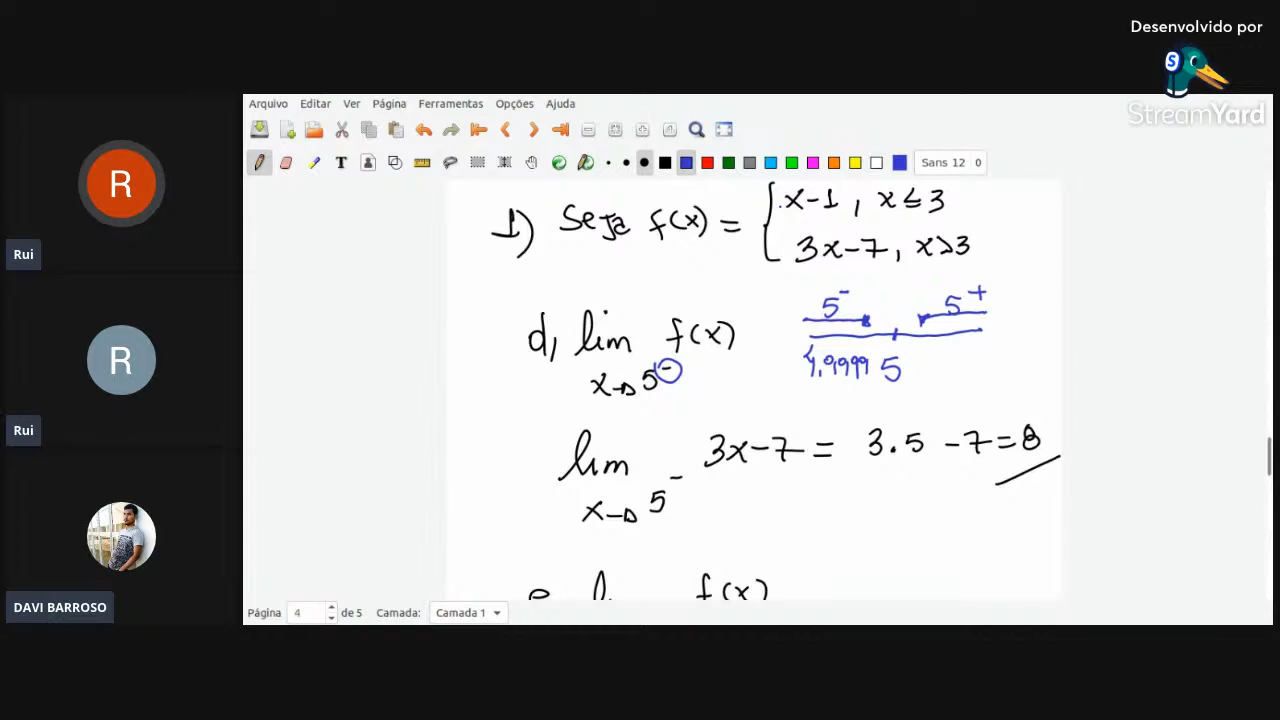 Desenvolvido por
S
StreamYard
Arquivo Editar Ver Página Ferramentas Opções Ajuda
T Sans 12 0
1) Seja f(x) = { x-1, x≤3
3x-7, x>3
5⁻ 5⁺
d, lim f(x)
x→5⁻
4,9999 5
lim 3x-7 = 3.5 -7=8
x→5⁻
e l f(x)
Página 4 de 5 Camada: Camada 1
R
Rui
R
Rui
DAVI BARROSO